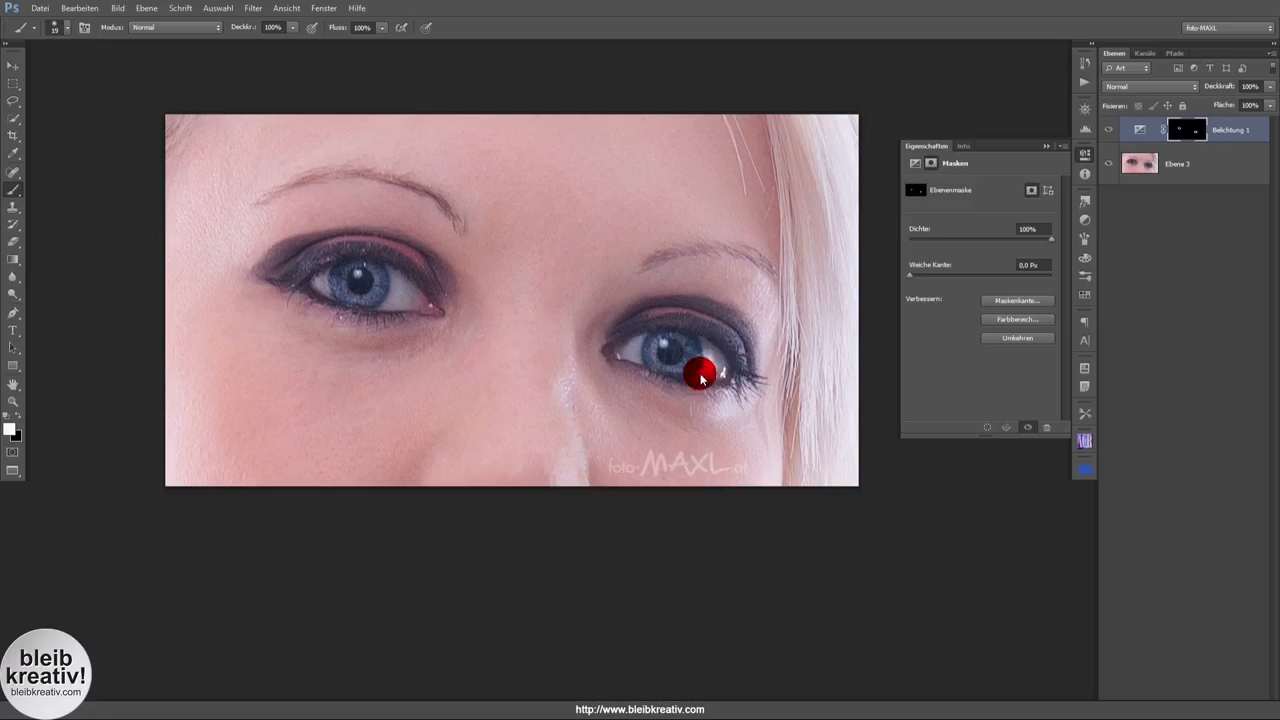 Ps Datei Bearbeiten Bild Ebene Schrift Auswahl Filter Ansicht Fenster Hilfe
19 Modus: Normal Deckkr.: 100% Fluss: 100% foto-MAXL
Ebenen Kanäle Pfade
Art
Normal Deckkraft: 100%
Fixieren: Fläche: 100%
Belichtung 1
Ebene 3
Eigenschaften Info
Masken
Ebenenmaske
Dichte: 100%
Weiche Kante: 0,0 Px
Verbessern: Maskenkante...
Farbbereich...
Umkehren
foto-MAXL.at
bleib
kreativ!
bleibkreativ.com
http://www.bleibkreativ.com